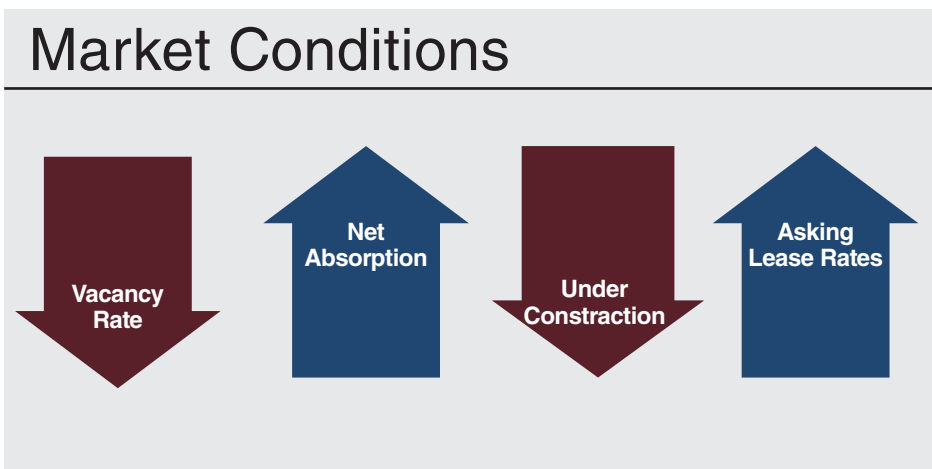 Market Conditions
Vacancy
Rate
Net
Absorption
Under
Constraction
Asking
Lease Rates